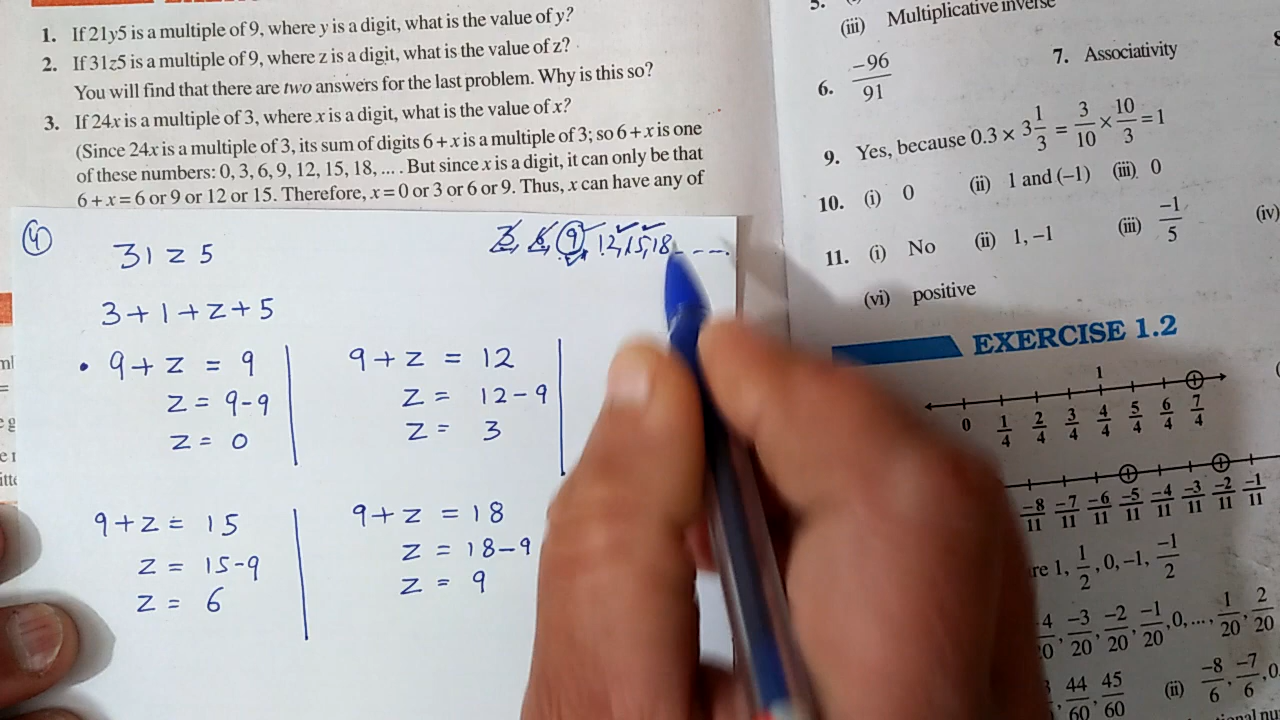 1. If 21y5 is a multiple of 9, where y is a digit, what is the value of y?
2. If 31z5 is a multiple of 9, where z is a digit, what is the value of z?
You will find that there are two answers for the last problem. Why is this so?
3. If 24x is a multiple of 3, where x is a digit, what is the value of x?
(Since 24x is a multiple of 3, its sum of digits 6 + x is a multiple of 3; so 6 + x is one
of these numbers: 0, 3, 6, 9, 12, 15, 18, ... . But since x is a digit, it can only be that
6 + x = 6 or 9 or 12 or 15. Therefore, x = 0 or 3 or 6 or 9. Thus, x can have any of
4
31z5
3, 6, 9, 12, 15, 18 - - - .
3+1+z+5
• 9+z = 9
z = 9-9
z = 0
9+z = 12
z = 12-9
z = 3
9+z = 15
z = 15-9
z = 6
9+z = 18
z = 18-9
z = 9
5.
(iii) Multiplicative inverse
6. -96/91
7. Associativity
9. Yes, because 0.3 × 3 1/3 = 3/10 × 10/3 = 1
10. (i) 0 (ii) 1 and (−1) (iii) 0
11. (i) No (ii) 1, −1 (iii) -1/5 (iv)
(vi) positive
EXERCISE 1.2
1
0 1/4 2/4 3/4 4/4 5/4 6/4 7/4
-8/11 -7/11 -6/11 -5/11 -4/11 -3/11 -2/11 -1/11
1, 1/2, 0, −1, -1/2
-3/20, -2/20, -1/20, 0, ..., 1/20, 2/20
44/60, 45/60 (ii) -8/6, -7/6, 0